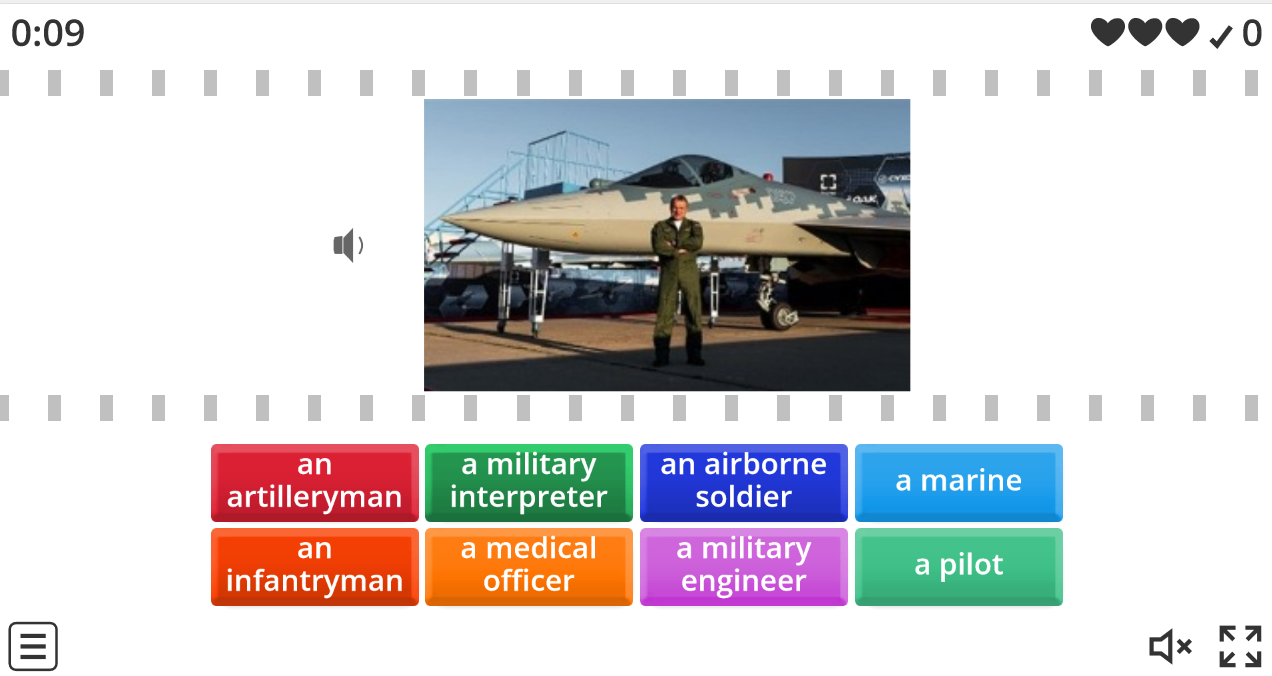 0:09
✓ 0
an
artilleryman
a military
interpreter
an airborne
soldier
a marine
an
infantryman
a medical
officer
a military
engineer
a pilot